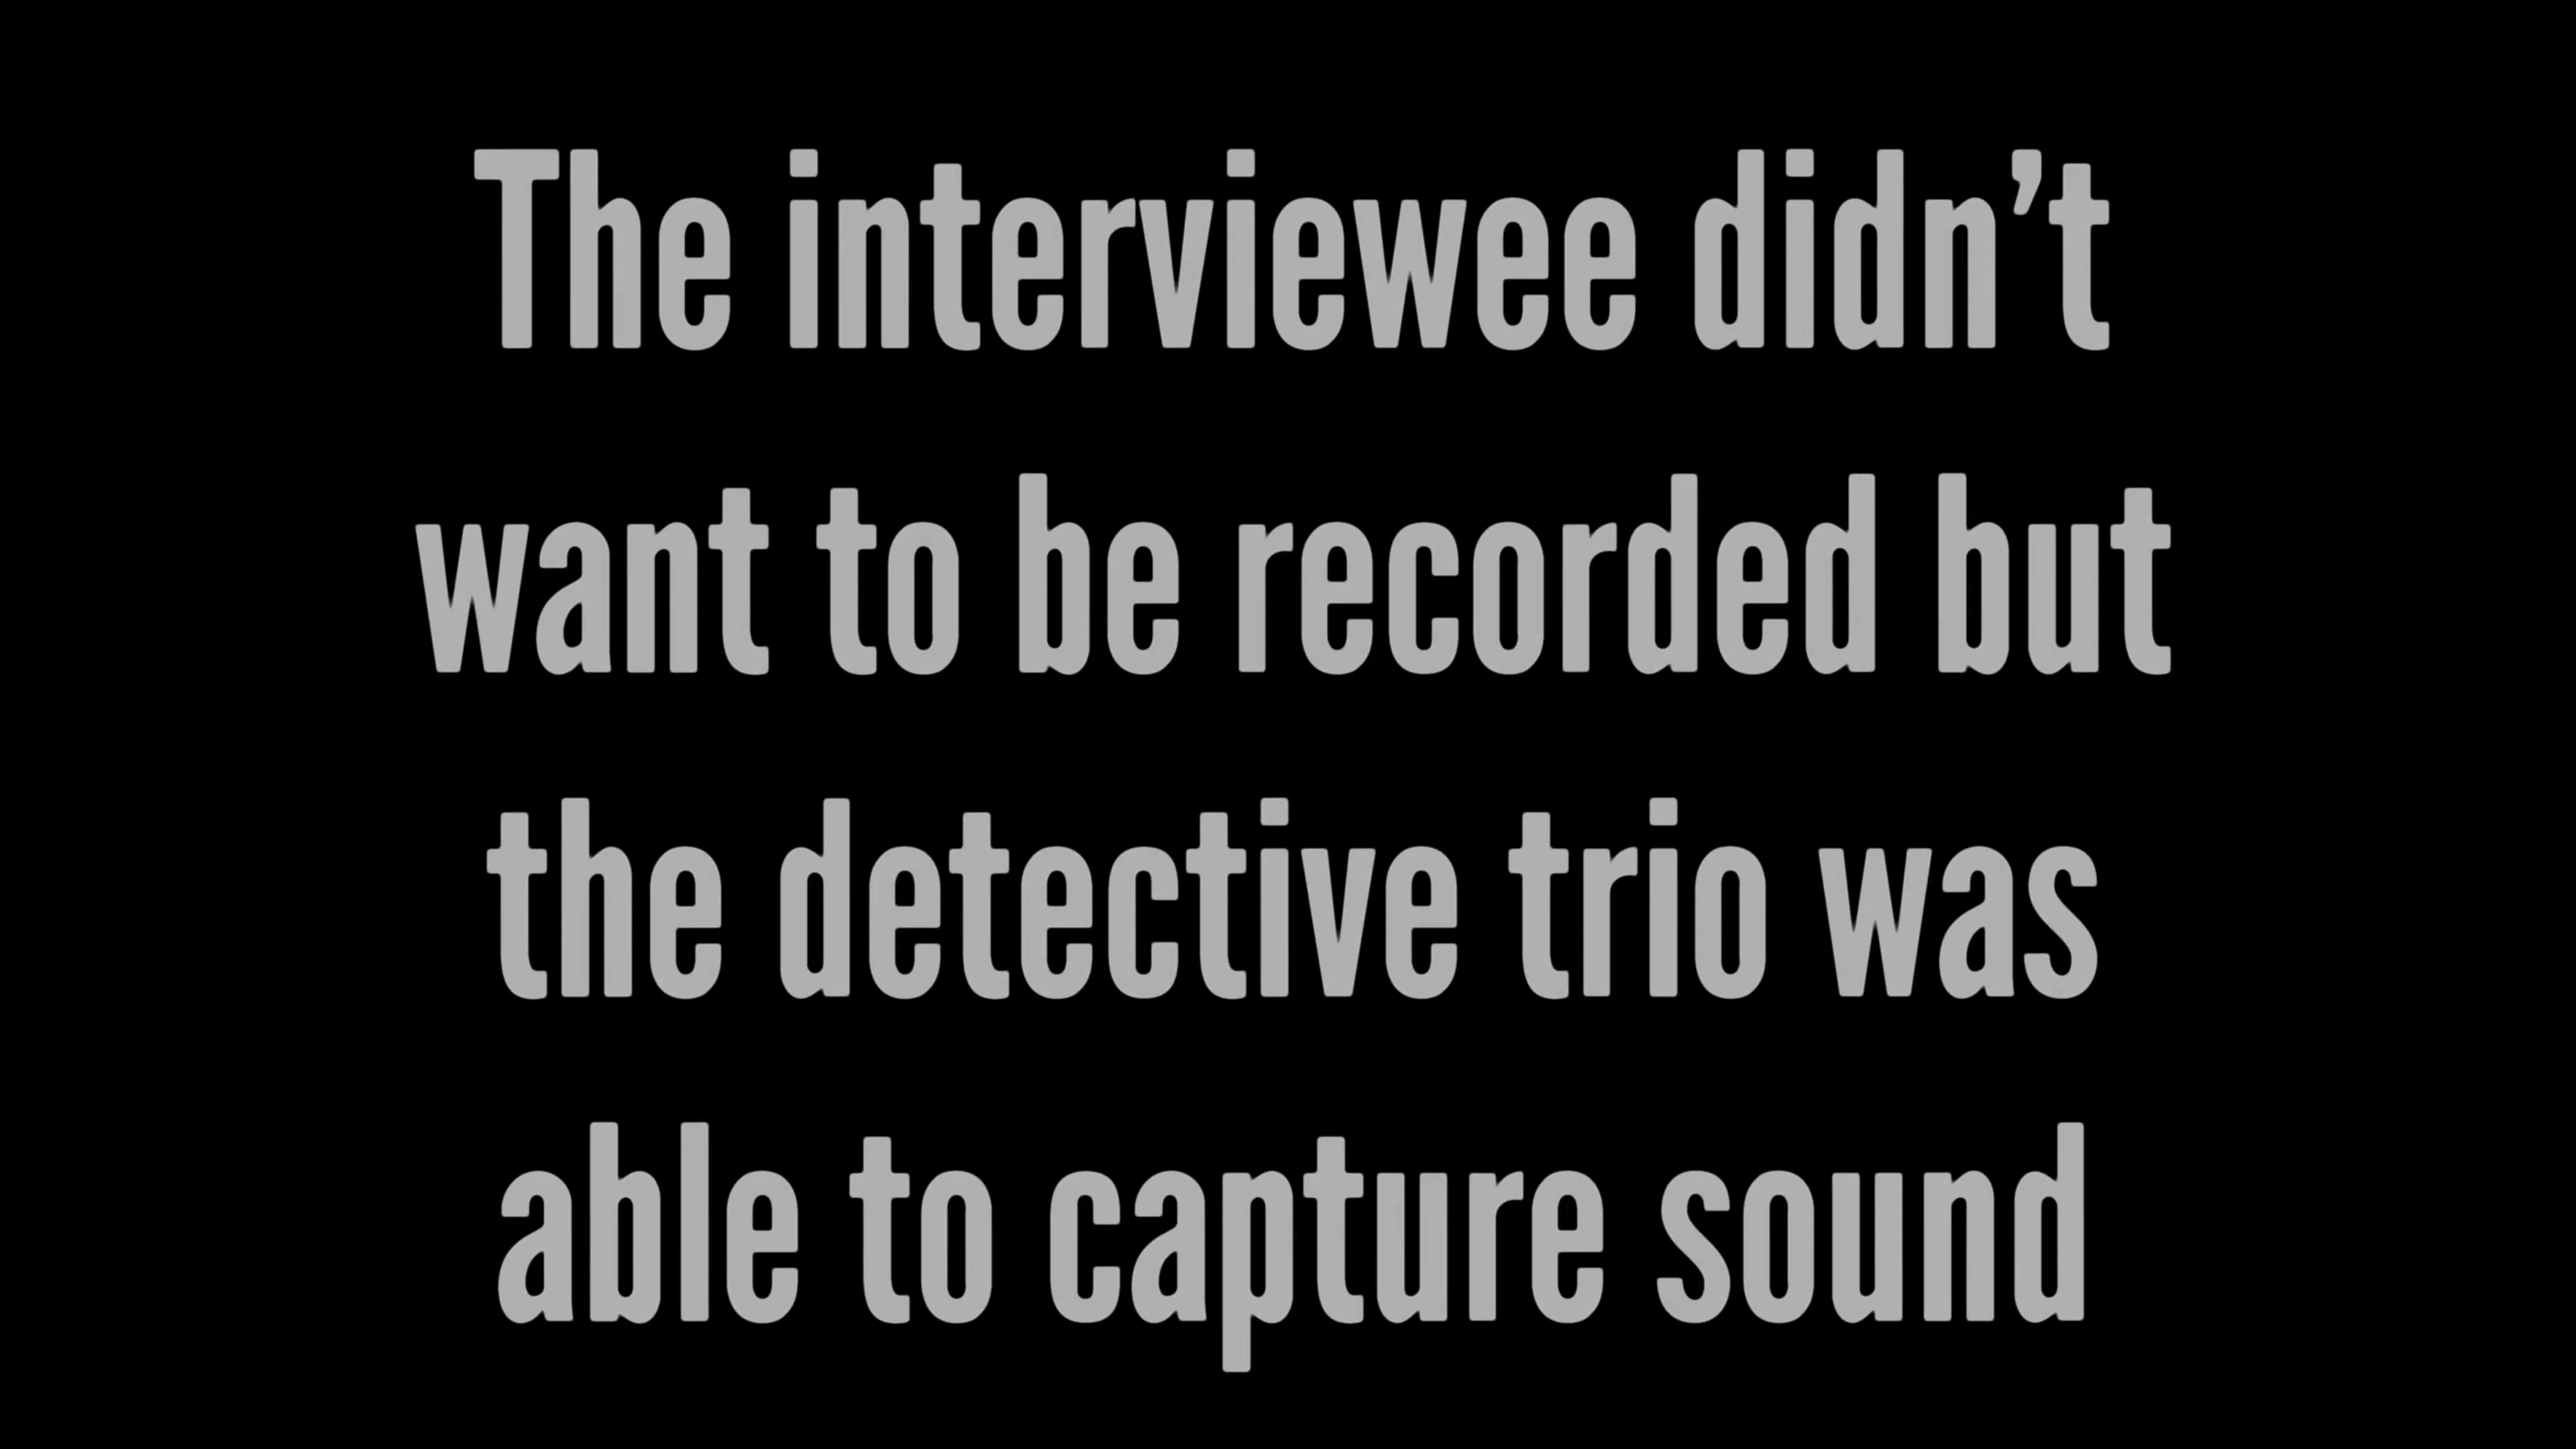 The interviewee didn’t
want to be recorded but
the detective trio was
able to capture sound